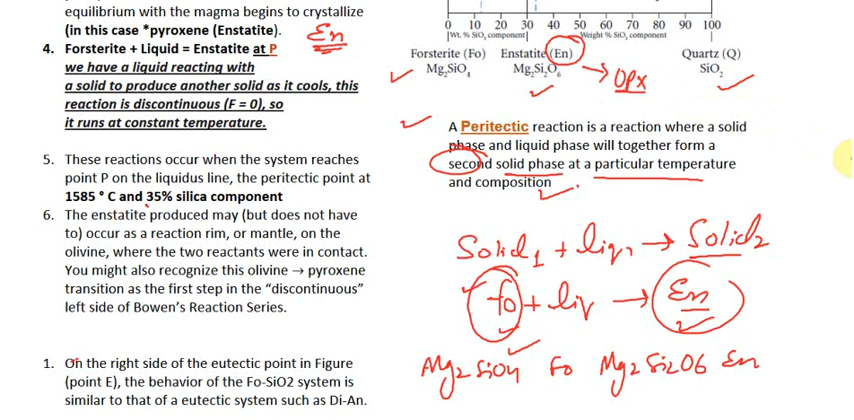 equilibrium with the magma begins to crystallize
(in this case *pyroxene (Enstatite).
En
4. Forsterite + Liquid = Enstatite at P
we have a liquid reacting with
a solid to produce another solid as it cools, this
reaction is discontinuous (F = 0), so
it runs at constant temperature.
5. These reactions occur when the system reaches
point P on the liquidus line, the peritectic point at
1585 ° C and 35% silica component
6. The enstatite produced may (but does not have
to) occur as a reaction rim, or mantle, on the
olivine, where the two reactants were in contact.
You might also recognize this olivine → pyroxene
transition as the first step in the “discontinuous”
left side of Bowen's Reaction Series.
1. On the right side of the eutectic point in Figure
(point E), the behavior of the Fo-SiO2 system is
similar to that of a eutectic system such as Di-An.
0 10 20 30 40 50 60 70 80 90 100
Wt. % SiO₂ component Weight % SiO₂ component
Forsterite (Fo) Enstatite (En) Quartz (Q)
Mg₂SiO₄ Mg₂Si₂O₆ SiO₂
→ OPX
A Peritectic reaction is a reaction where a solid
phase and liquid phase will together form a
second solid phase at a particular temperature
and composition
Solid₁ + liq → Solid₂
fo + liq → En
Mg₂SiO4 Fo Mg₂Si2O6 En